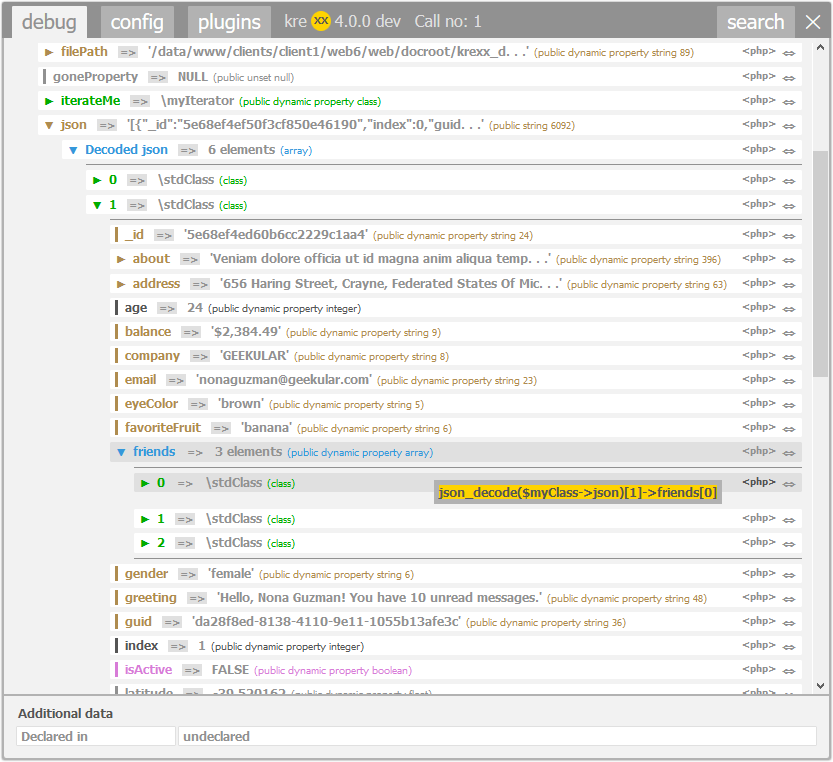 debug config plugins kre XX 4.0.0 dev Call no: 1 search
filePath => '/data/www/clients/client1/web6/web/docroot/krexx_d. . .' (public dynamic property string 89) <php>
goneProperty => NULL (public unset null) <php>
iterateMe => \myIterator (public dynamic property class) <php>
json => '[{"_id":"5e68ef4ef50f3cf850e46190","index":0,"guid. . .' (public string 6092) <php>
Decoded json => 6 elements (array) <php>
0 => \stdClass (class) <php>
1 => \stdClass (class) <php>
_id => '5e68ef4ed60b6cc2229c1aa4' (public dynamic property string 24) <php>
about => 'Veniam dolore officia ut id magna anim aliqua temp. . .' (public dynamic property string 396) <php>
address => '656 Haring Street, Crayne, Federated States Of Mic. . .' (public dynamic property string 63) <php>
age => 24 (public dynamic property integer) <php>
balance => '$2,384.49' (public dynamic property string 9) <php>
company => 'GEEKULAR' (public dynamic property string 8) <php>
email => 'nonaguzman@geekular.com' (public dynamic property string 23) <php>
eyeColor => 'brown' (public dynamic property string 5) <php>
favoriteFruit => 'banana' (public dynamic property string 6) <php>
friends => 3 elements (public dynamic property array) <php>
0 => \stdClass (class) <php>
json_decode($myClass->json)[1]->friends[0]
1 => \stdClass (class) <php>
2 => \stdClass (class) <php>
gender => 'female' (public dynamic property string 6) <php>
greeting => 'Hello, Nona Guzman! You have 10 unread messages.' (public dynamic property string 48) <php>
guid => 'da28f8ed-8138-4110-9e11-1055b13afe3c' (public dynamic property string 36) <php>
index => 1 (public dynamic property integer) <php>
isActive => FALSE (public dynamic property boolean) <php>
latitude => -39.520162 (public dynamic property float) <php>
Additional data
Declared in undeclared